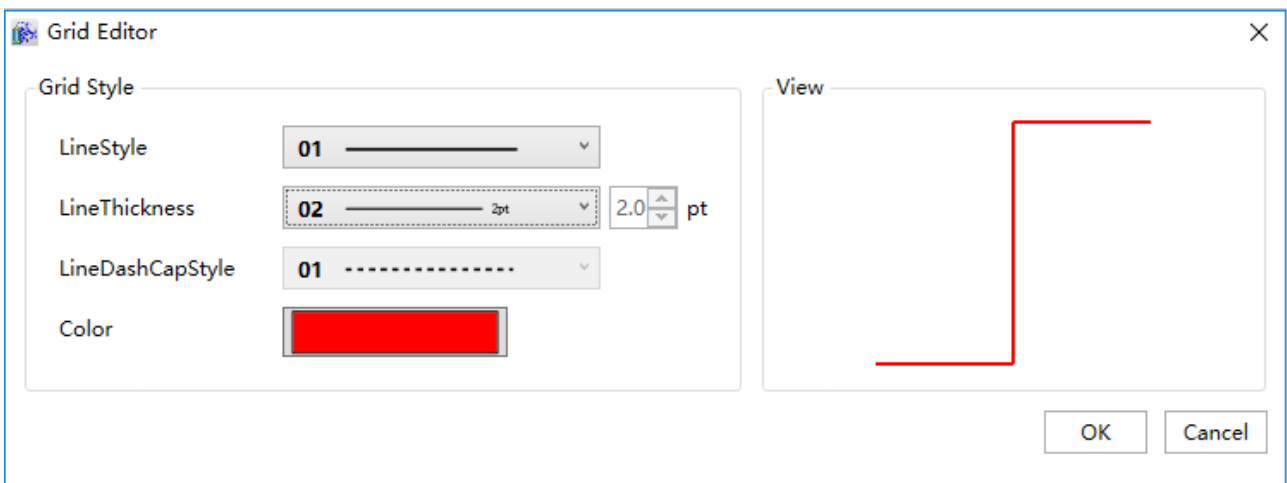 Grid Editor
Grid Style
LineStyle
01
LineThickness
02 2pt
2.0 pt
LineDashCapStyle
01
Color
View
OK Cancel